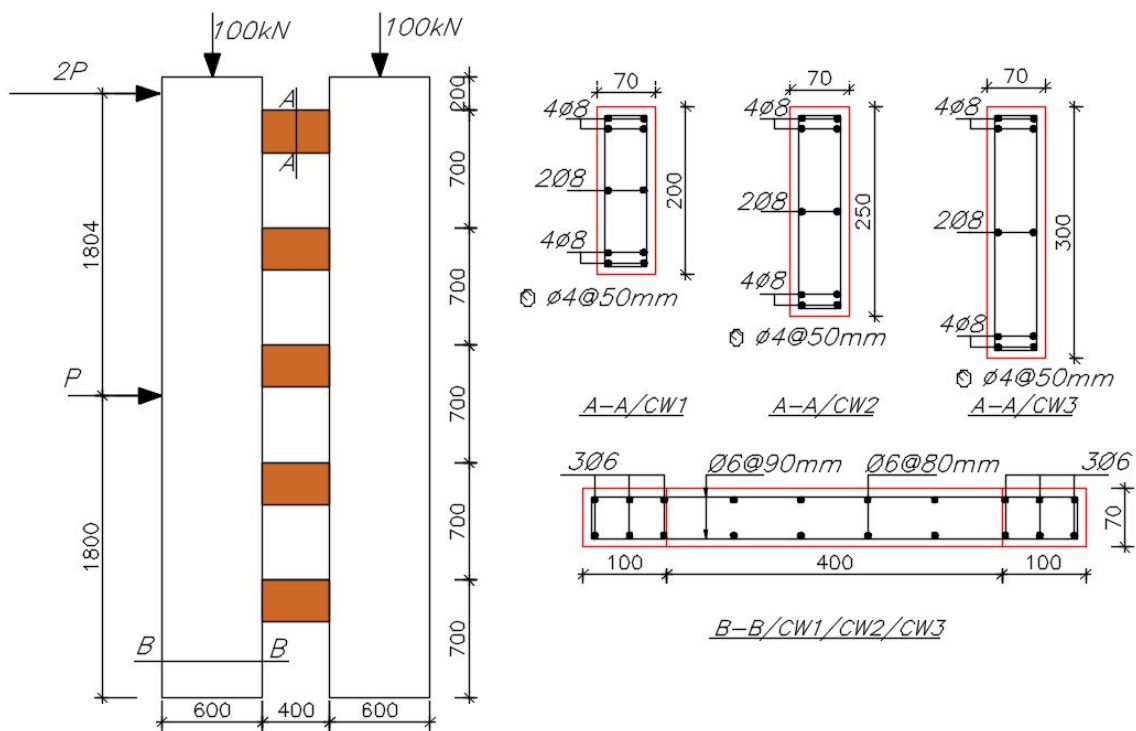 100kN
100kN
2P
A
A
200
700
1804
700
P
700
1800
700
700
B
B
600
400
600
70
4ø8
2Ø8
4ø8
200
ø4@50mm
A-A/CW1
70
4ø8
2Ø8
4ø8
250
ø4@50mm
A-A/CW2
70
4ø8
2Ø8
4ø8
300
ø4@50mm
A-A/CW3
3Ø6
Ø6@90mm
Ø6@80mm
3Ø6
70
100
400
100
B-B/CW1/CW2/CW3